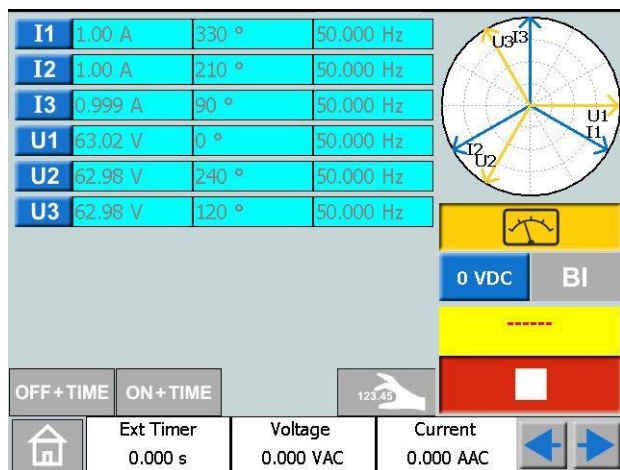 I1 1.00 A 330 ° 50.000 Hz
I2 1.00 A 210 ° 50.000 Hz
I3 0.999 A 90 ° 50.000 Hz
U1 63.02 V 0 ° 50.000 Hz
U2 62.98 V 240 ° 50.000 Hz
U3 62.98 V 120 ° 50.000 Hz
U3 I3
U1
I1
I2
U2
0 VDC BI
------
OFF+TIME ON+TIME 123.45
Ext Timer Voltage Current
0.000 s 0.000 VAC 0.000 AAC